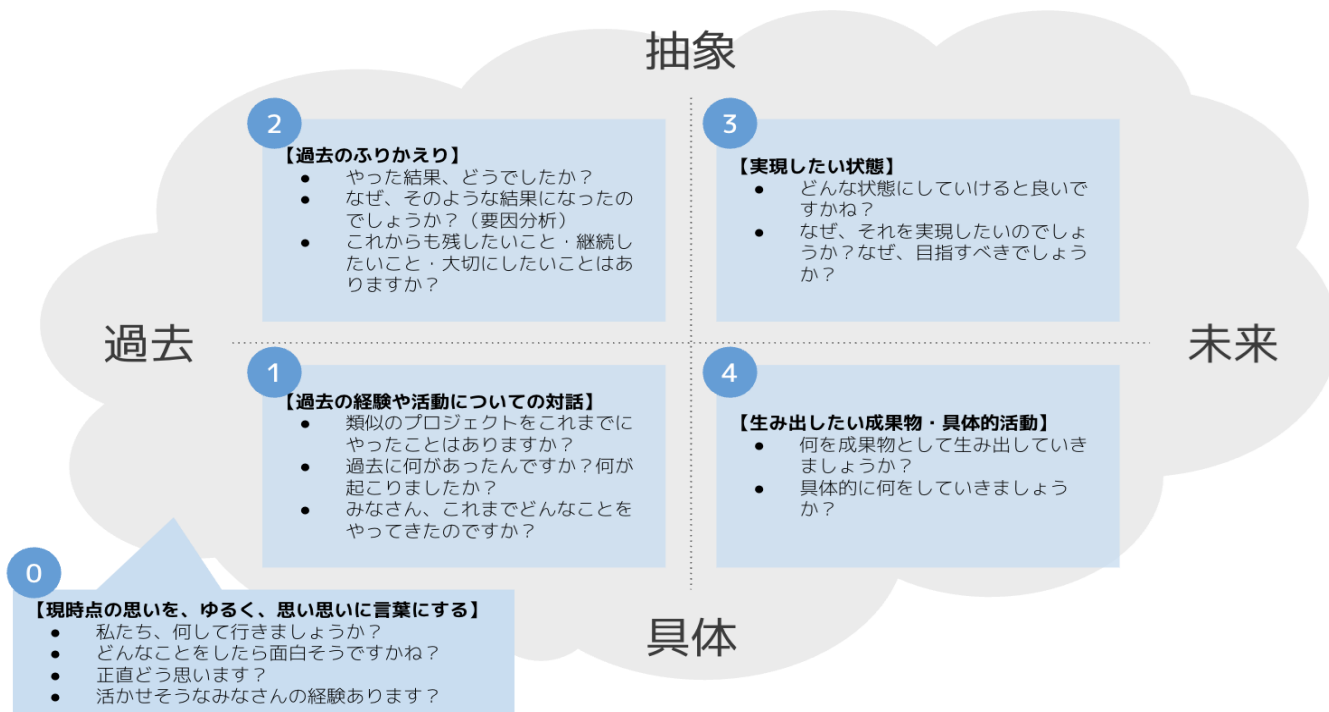 抽象
2
【過去のふりかえり】
● やった結果、どうでしたか？
● なぜ、そのような結果になったの
でしょうか？（要因分析）
● これからも残したいこと・継続し
たいこと・大切にしたいことはあ
りますか？
3
【実現したい状態】
● どんな状態にしていけると良いで
すかね？
● なぜ、それを実現したいのでしょ
うか？なぜ、目指すべきでしょう
か？
過去
未来
1
【過去の経験や活動についての対話】
● 類似のプロジェクトをこれまでに
やったことはありますか？
● 過去に何があったんですか？何が
起こりましたか？
● みなさん、これまでどんなことを
やってきたのですか？
4
【生み出したい成果物・具体的活動】
● 何を成果物として生み出していき
ましょうか？
● 具体的に何をしていきましょう
か？
0
【現時点の思いを、ゆるく、思い思いに言葉にする】
● 私たち、何して行きましょうか？
● どんなことをしたら面白そうですかね？
● 正直どう思います？
● 活かせそうなみなさんの経験あります？
具体